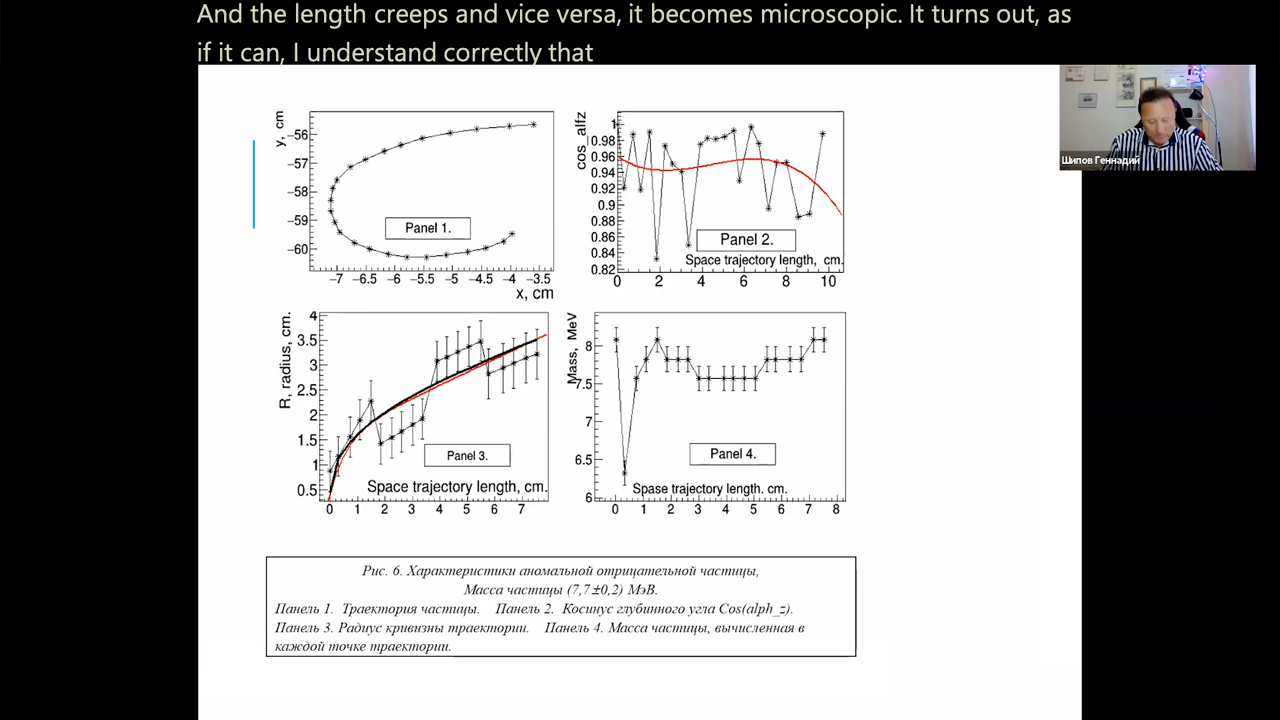 And the length creeps and vice versa, it becomes microscopic. It turns out, as
if it can, I understand correctly that
Шипов Геннадий
y, cm
−56
−57
−58
−59
−60
Panel 1.
−7 −6.5 −6 −5.5 −5 −4.5 −4 −3.5
x, cm
cos_alfz
1
0.98
0.96
0.94
0.92
0.9
0.88
0.86
0.84
0.82
Panel 2.
Space trajectory length, cm.
0 2 4 6 8 10
R, radius, cm.
4
3.5
3
2.5
2
1.5
1
0.5
Panel 3.
Space trajectory length, cm.
0 1 2 3 4 5 6 7
Mass, MeV
8
7.5
7
6.5
6
Panel 4.
Spase trajectory length. cm.
0 1 2 3 4 5 6 7 8
Рис. 6. Характеристики аномальной отрицательной частицы,
Масса частицы (7,7±0,2) МэВ.
Панель 1. Траектория частицы. Панель 2. Косинус глубинного угла Cos(alph_z).
Панель 3. Радиус кривизны траектории. Панель 4. Масса частицы, вычисленная в
каждой точке траектории.